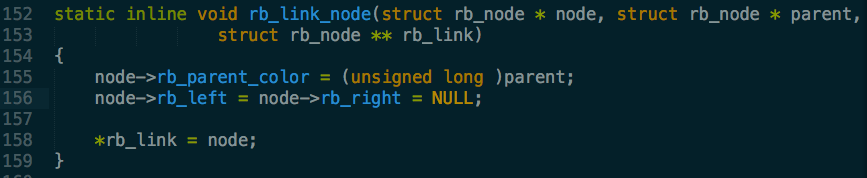 152 static inline void rb_link_node(struct rb_node * node, struct rb_node * parent,
153                 struct rb_node ** rb_link)
154 {
155     node->rb_parent_color = (unsigned long )parent;
156     node->rb_left = node->rb_right = NULL;
157
158     *rb_link = node;
159 }